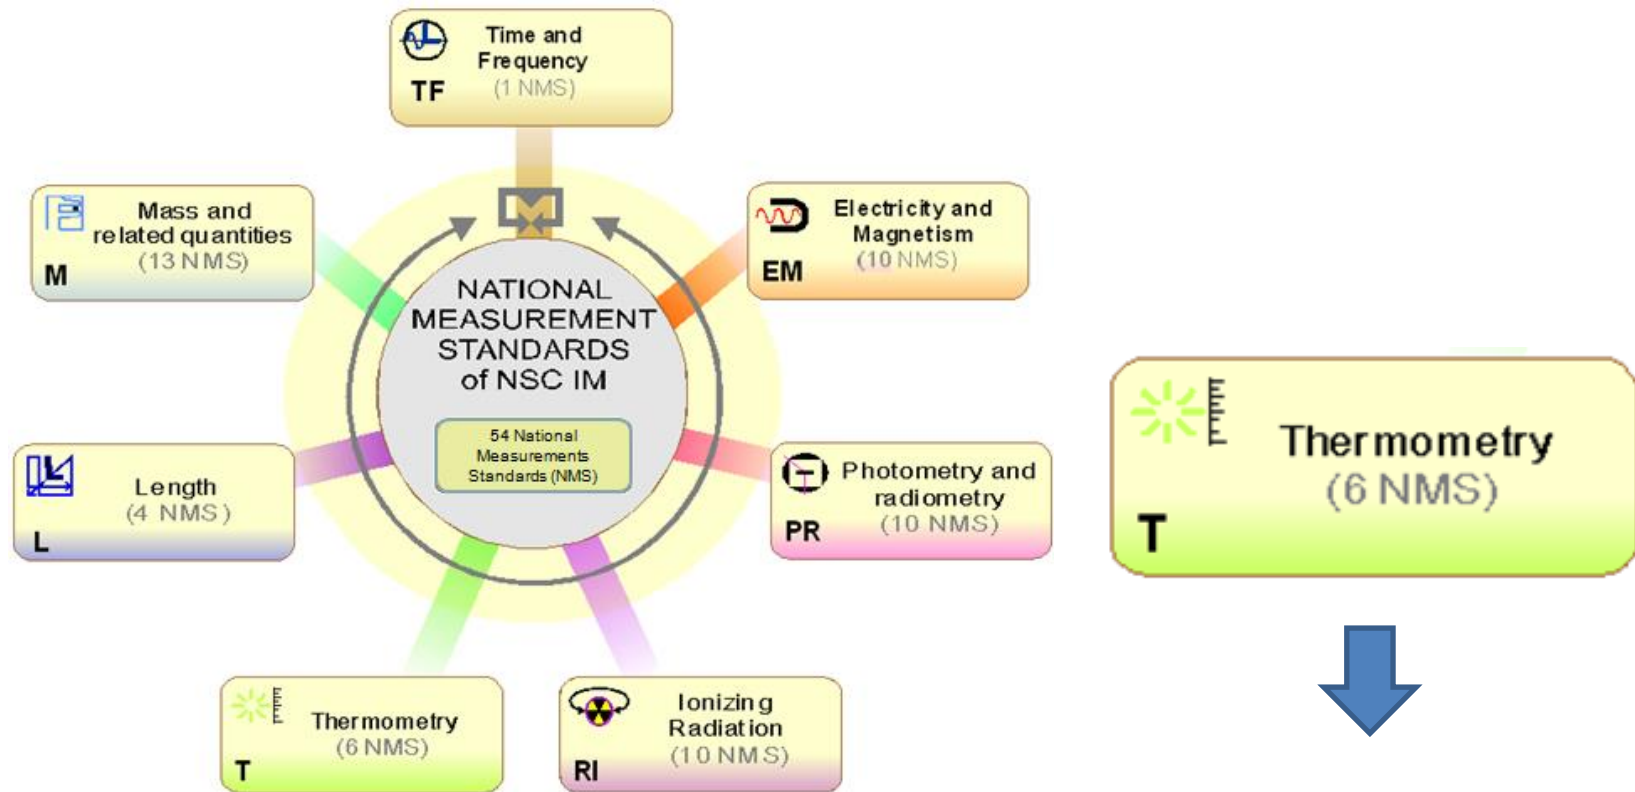 Time and
Frequency
(1 NMS)
TF
Mass and
related quantities
(13 NMS)
M
Electricity and
Magnetism
(10 NMS)
EM
NATIONAL
MEASUREMENT
STANDARDS
of NSC IM
54 National
Measurements
Standards (NMS)
Length
(4 NMS)
L
Photometry and
radiometry
(10 NMS)
PR
Thermometry
(6 NMS)
T
Ionizing
Radiation
(10 NMS)
RI
Thermometry
(6 NMS)
T